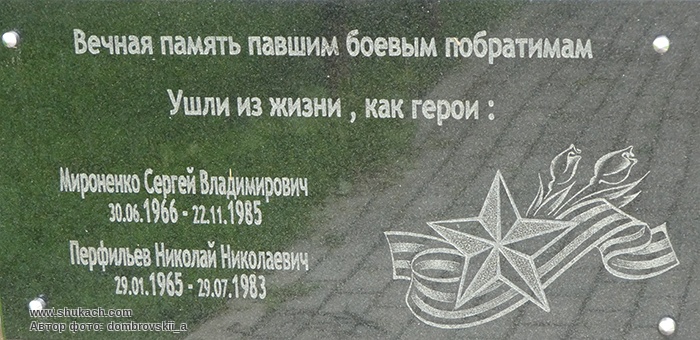 Вечная память павшим боевым побратимам
Ушли из жизни , как герои :
Мироненко Сергей Владимирович
30.06.1966 - 22.11.1985
Перфильев Николай Николаевич
29.01.1965 - 29.07.1983
www.shukach.com
Автор фото: dombrovskii_a